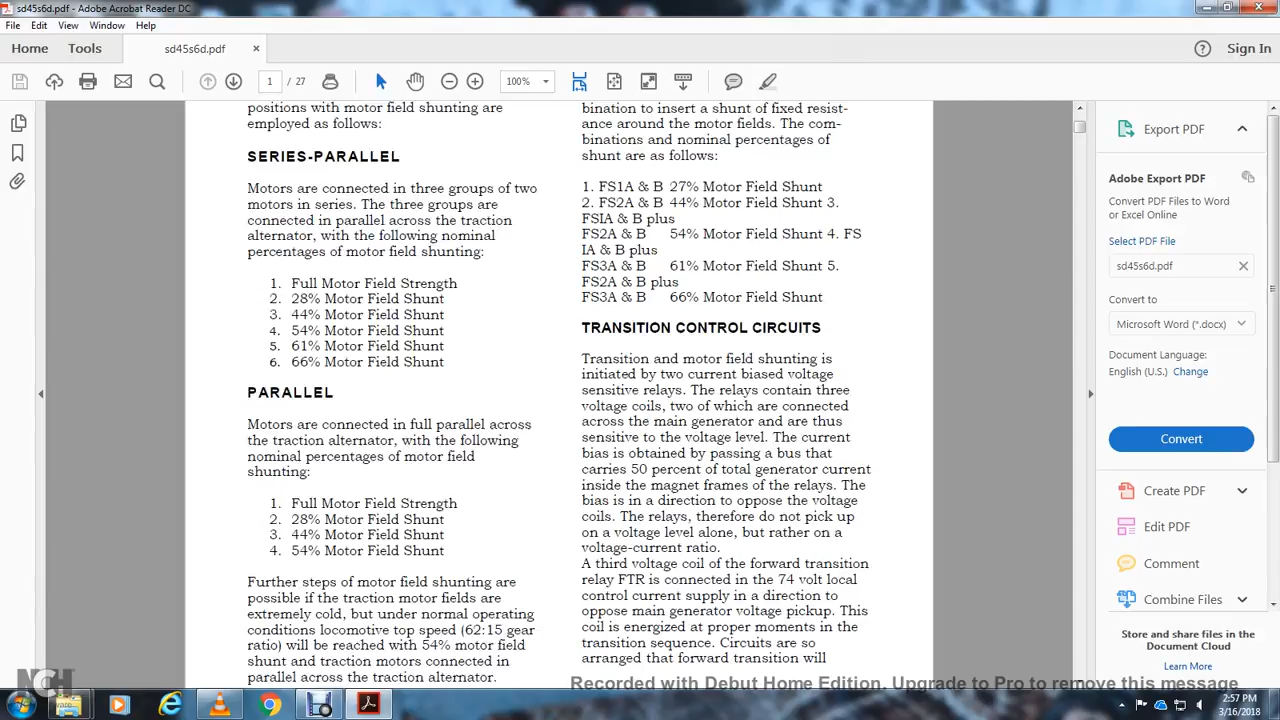 sd45s6d.pdf - Adobe Acrobat Reader DC
File Edit View Window Help
Home Tools sd45s6d.pdf × Sign In
1 / 27 100%
positions with motor field shunting are
employed as follows:
SERIES-PARALLEL
Motors are connected in three groups of two
motors in series. The three groups are
connected in parallel across the traction
alternator, with the following nominal
percentages of motor field shunting:
1. Full Motor Field Strength
2. 28% Motor Field Shunt
3. 44% Motor Field Shunt
4. 54% Motor Field Shunt
5. 61% Motor Field Shunt
6. 66% Motor Field Shunt
PARALLEL
Motors are connected in full parallel across
the traction alternator, with the following
nominal percentages of motor field
shunting:
1. Full Motor Field Strength
2. 28% Motor Field Shunt
3. 44% Motor Field Shunt
4. 54% Motor Field Shunt
Further steps of motor field shunting are
possible if the traction motor fields are
extremely cold, but under normal operating
conditions locomotive top speed (62:15 gear
ratio) will be reached with 54% motor field
shunt and traction motors connected in
parallel across the traction alternator.
bination to insert a shunt of fixed resist-
ance around the motor fields. The com-
binations and nominal percentages of
shunt are as follows:
1. FS1A & B 27% Motor Field Shunt
2. FS2A & B 44% Motor Field Shunt 3.
FSIA & B plus
FS2A & B 54% Motor Field Shunt 4. FS
IA & B plus
FS3A & B 61% Motor Field Shunt 5.
FS2A & B plus
FS3A & B 66% Motor Field Shunt
TRANSITION CONTROL CIRCUITS
Transition and motor field shunting is
initiated by two current biased voltage
sensitive relays. The relays contain three
voltage coils, two of which are connected
across the main generator and are thus
sensitive to the voltage level. The current
bias is obtained by passing a bus that
carries 50 percent of total generator current
inside the magnet frames of the relays. The
bias is in a direction to oppose the voltage
coils. The relays, therefore do not pick up
on a voltage level alone, but rather on a
voltage-current ratio.
A third voltage coil of the forward transition
relay FTR is connected in the 74 volt local
control current supply in a direction to
oppose main generator voltage pickup. This
coil is energized at proper moments in the
transition sequence. Circuits are so
arranged that forward transition will
Export PDF
Adobe Export PDF
Convert PDF Files to Word
or Excel Online
Select PDF File
sd45s6d.pdf
Convert to
Microsoft Word (*.docx)
Document Language:
English (U.S.) Change
Convert
Create PDF
Edit PDF
Comment
Combine Files
Store and share files in the
Document Cloud
Learn More
NCH
Recorded with Debut Home Edition. Upgrade to Pro to remove this message
2:57 PM
3/16/2018